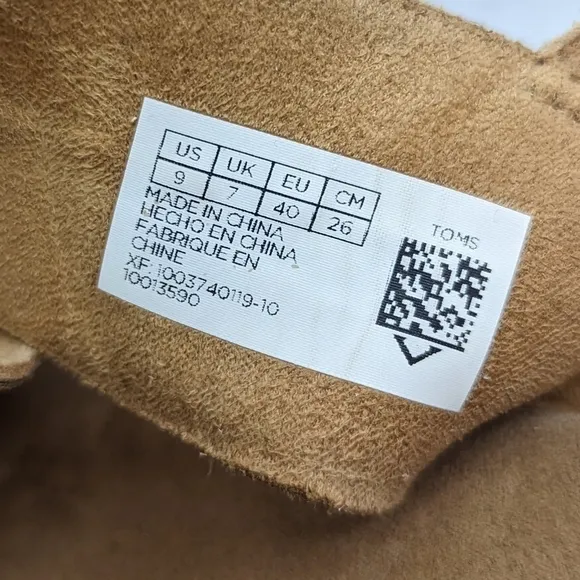 US UK EU CM
9 7 40 26
MADE IN CHINA
HECHO EN CHINA
FABRIQUE EN
CHINE
XF: 1003740119-10
10013590
TOMS